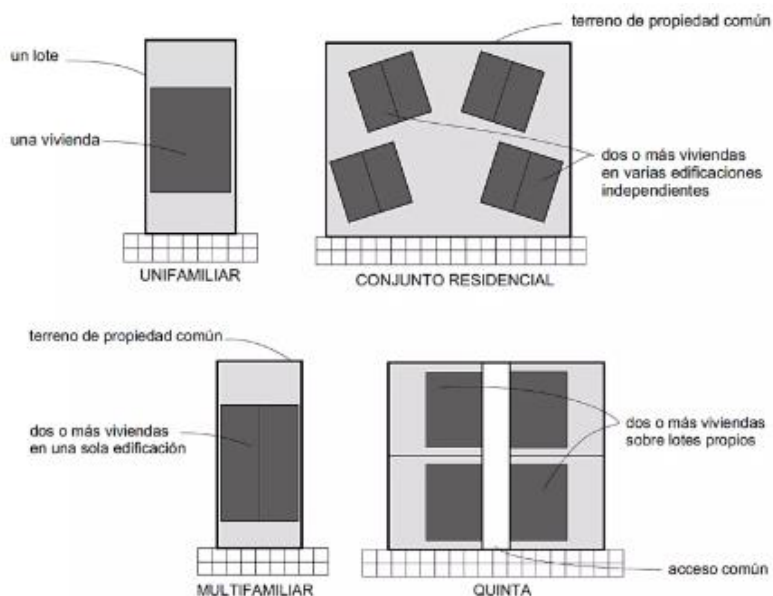 terreno de propiedad común
un lote
una vivienda
dos o más viviendas
en varias edificaciones
independientes
UNIFAMILIAR
CONJUNTO RESIDENCIAL
terreno de propiedad común
dos o más viviendas
en una sola edificación
dos o más viviendas
sobre lotes propios
acceso común
MULTIFAMILIAR
QUINTA